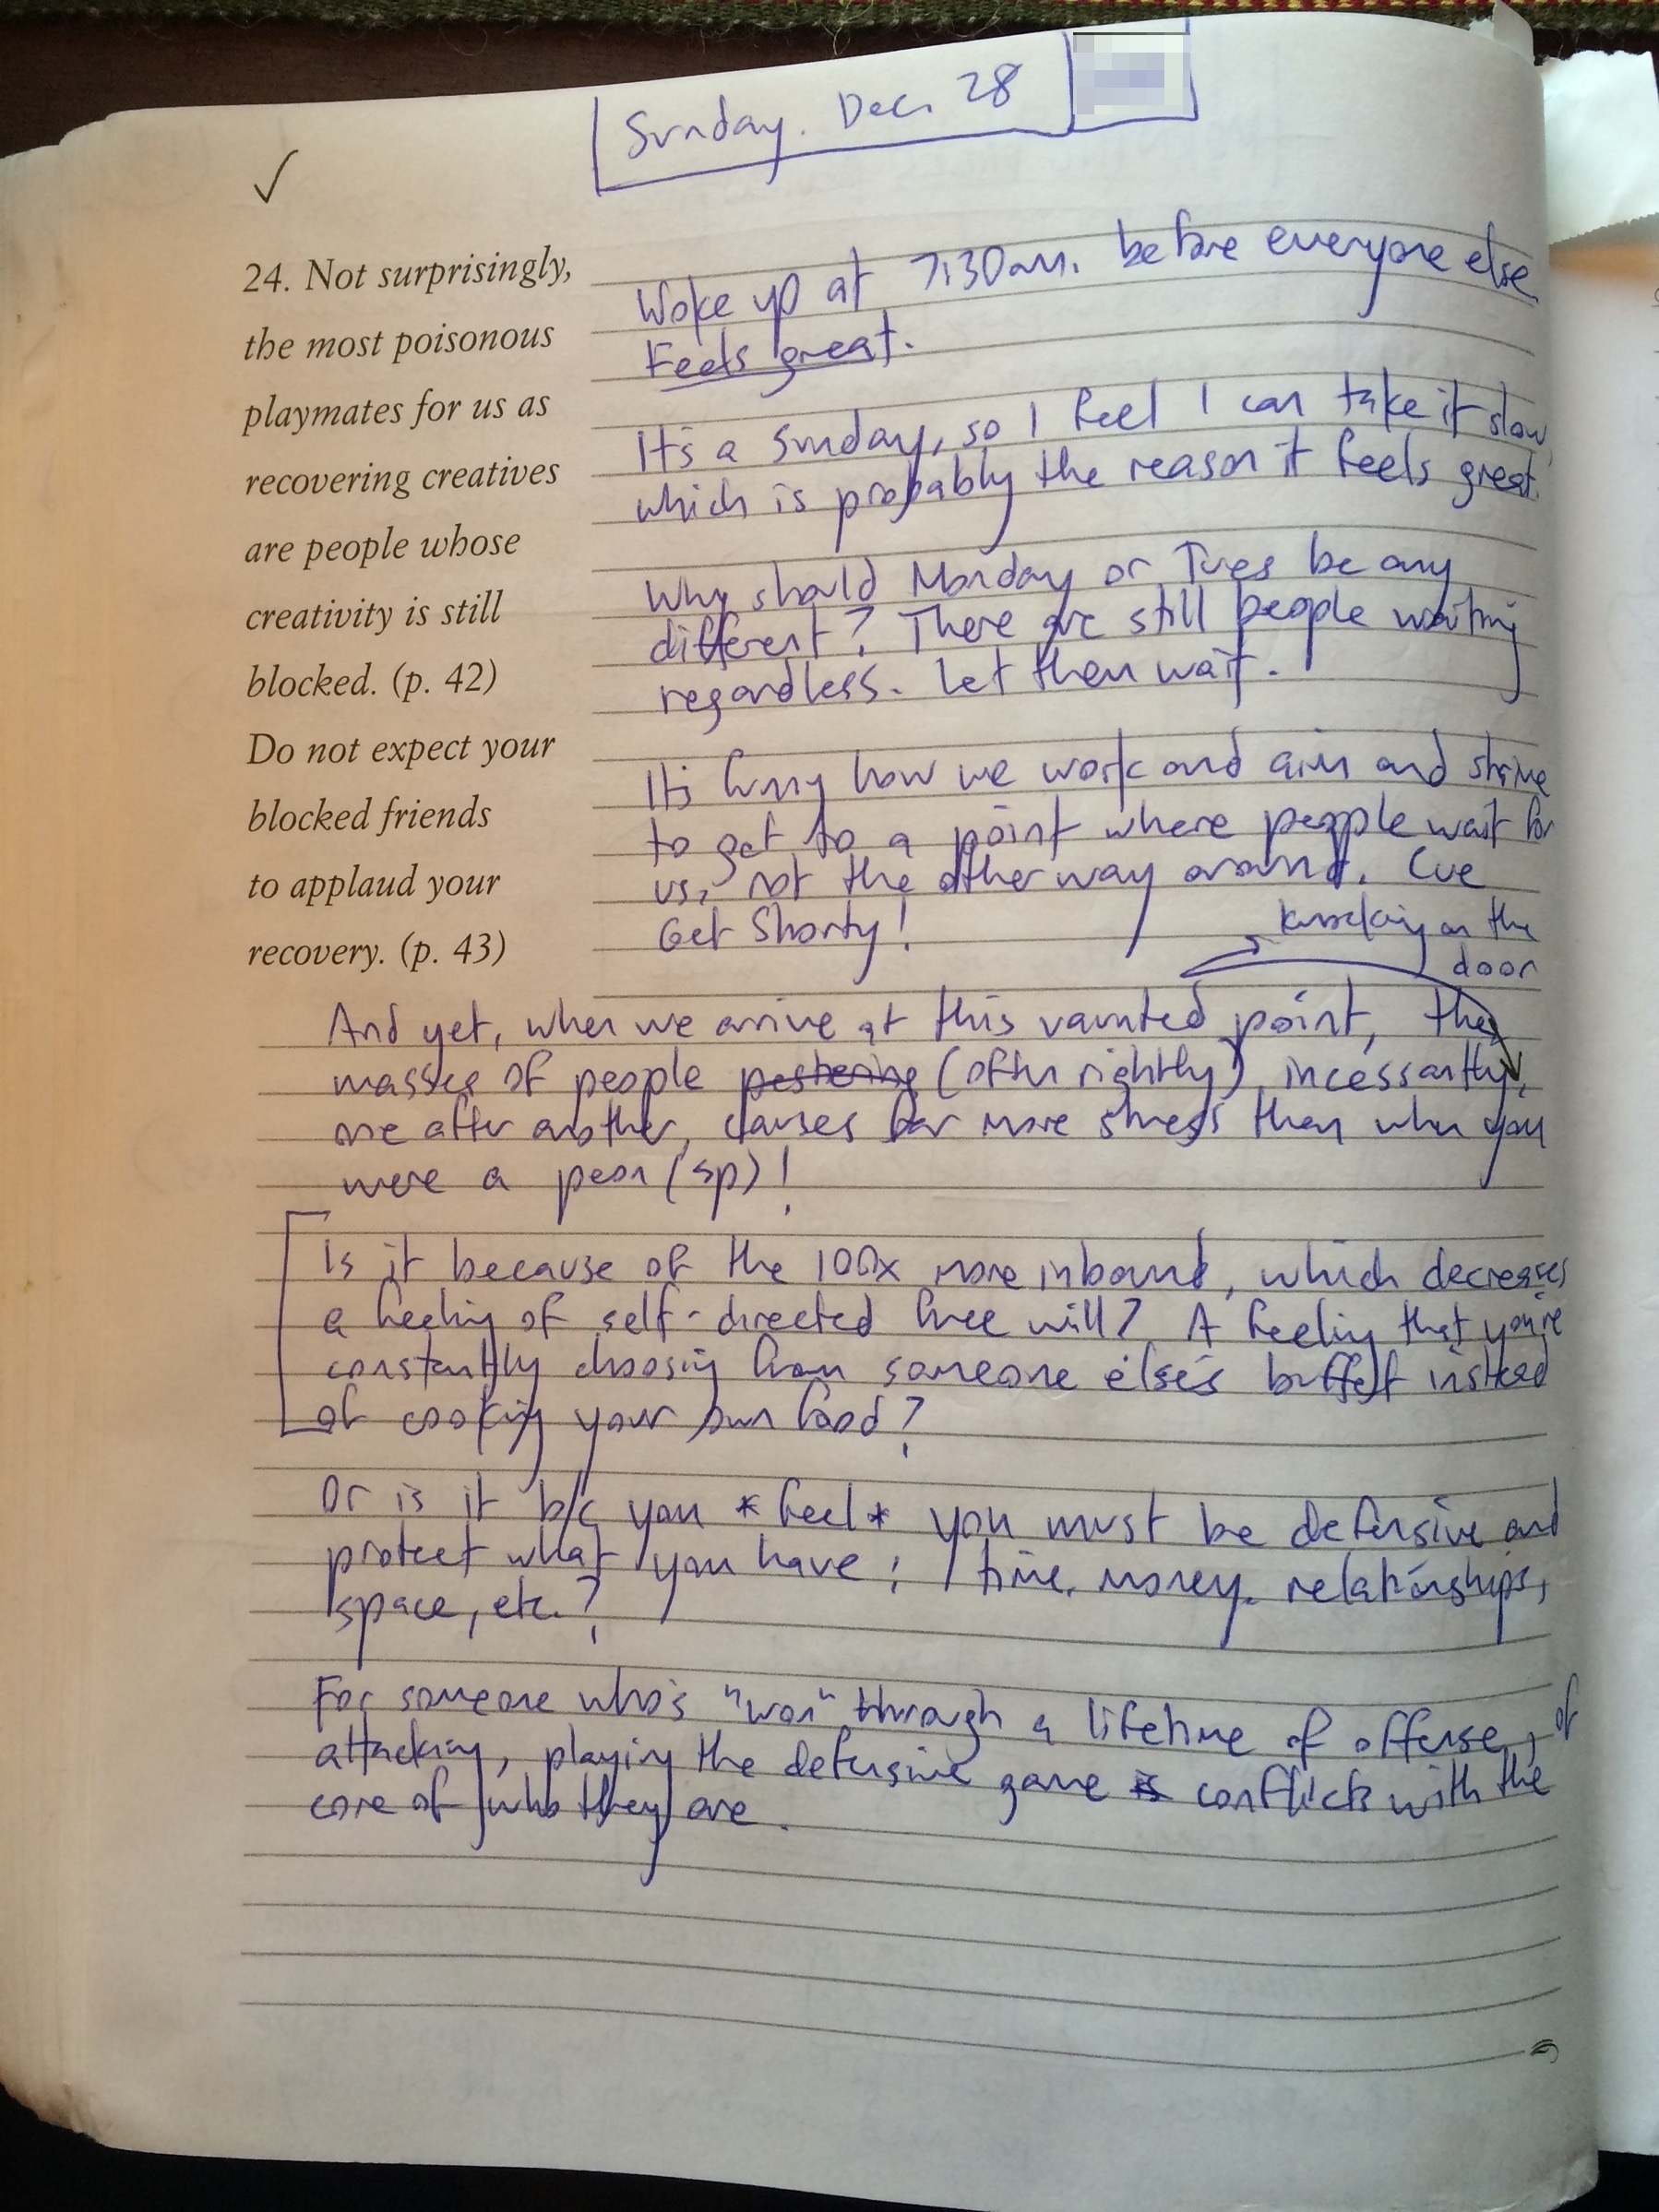 Sunday. Dec. 28
24. Not surprisingly,
the most poisonous
playmates for us as
recovering creatives
are people whose
creativity is still
blocked. (p. 42)
Do not expect your
blocked friends
to applaud your
recovery. (p. 43)
Woke up at 7:30am. before everyone else
Feels great.
It's a Sunday, so I feel I can take it slow,
which is probably the reason it feels great.
Why should Monday or Tues be any
different? There are still people waiting
regardless. Let them wait.
It's funny how we work and aim and strive
to get to a point where people wait for
us, not the other way around. Cue
Get Shorty!
knocking on the
door
And yet, when we arrive at this vaunted point, the
masses of people pestering (often rightly) incessantly,
one after another, causes far more stress than when you
were a peon (sp)!
Is it because of the 100x more inbound, which decreases
a feeling of self-directed free will? A feeling that you're
constantly choosing from someone else's buffet instead
of cooking your own food?
Or is it b/c you *feel* you must be defensive and
protect what you have: time, money, relationships,
space, etc.?
For someone who's "won" through a lifetime of offense, of
attacking, playing the defensive game is conflicts with the
core of who they are.